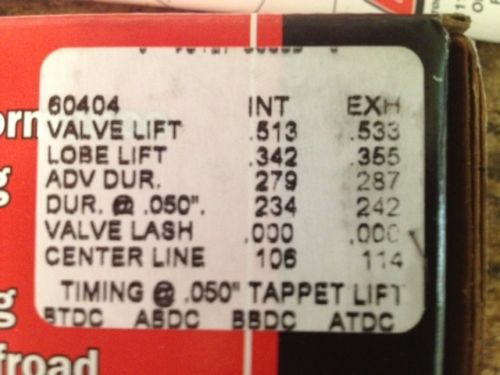 60404 INT EXH
VALVE LIFT .513 .533
LOBE LIFT .342 .355
ADV DUR. 279 287
DUR. @ .050". 234 242
VALVE LASH .000 .000
CENTER LINE 106 114
TIMING @ .050" TAPPET LIFT
BTDC ABDC BBDC ATDC
froad